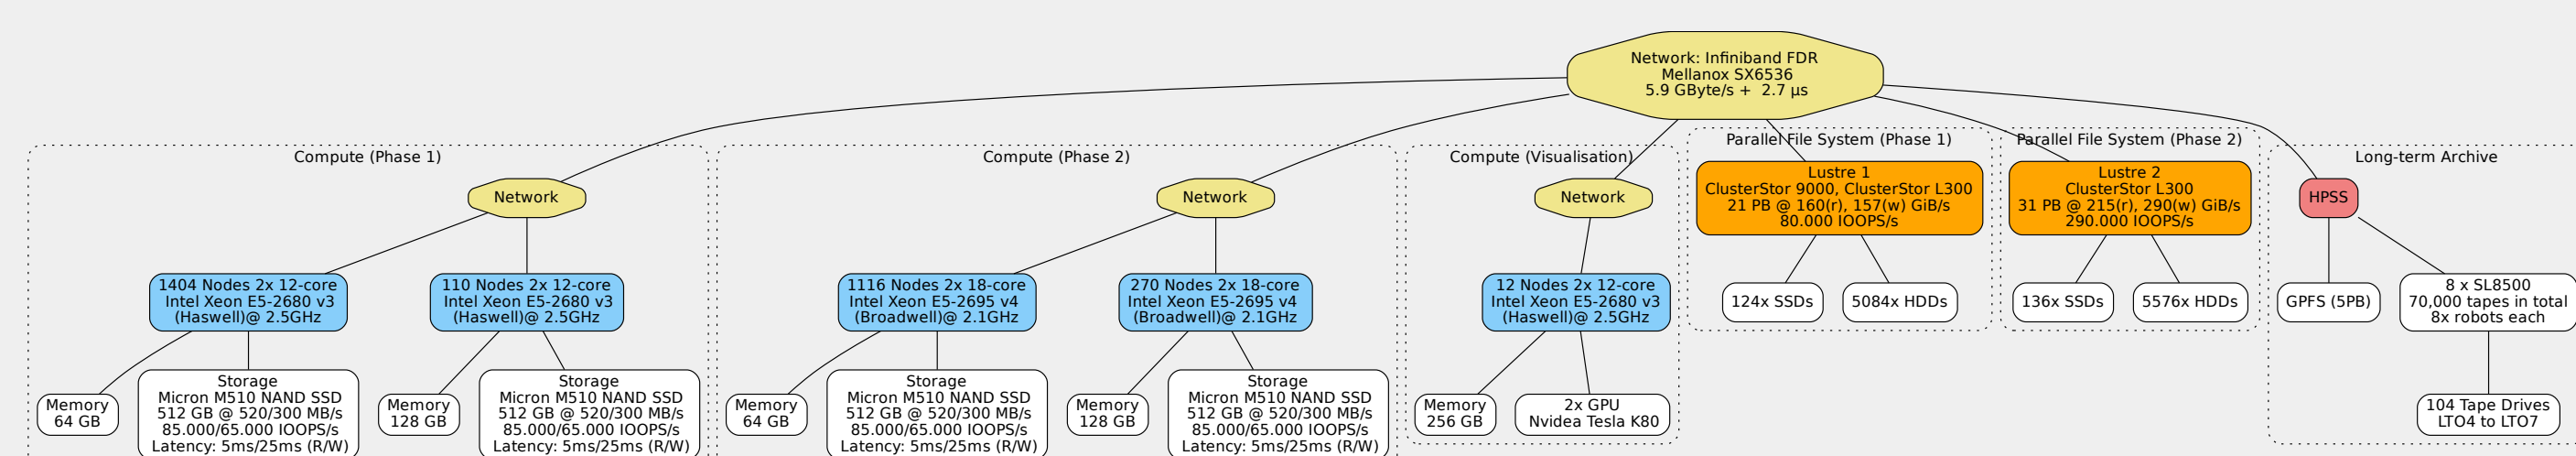 Network: Infiniband FDR
Mellanox SX6536
5.9 GByte/s +  2.7 µs
Compute (Phase 1)
Network
1404 Nodes 2x 12-core
Intel Xeon E5-2680 v3
(Haswell)@ 2.5GHz
110 Nodes 2x 12-core
Intel Xeon E5-2680 v3
(Haswell)@ 2.5GHz
Memory
64 GB
Storage
Micron M510 NAND SSD
512 GB @ 520/300 MB/s
85.000/65.000 IOOPS/s
Latency: 5ms/25ms (R/W)
Memory
128 GB
Storage
Micron M510 NAND SSD
512 GB @ 520/300 MB/s
85.000/65.000 IOOPS/s
Latency: 5ms/25ms (R/W)
Compute (Phase 2)
Network
1116 Nodes 2x 18-core
Intel Xeon E5-2695 v4
(Broadwell)@ 2.1GHz
270 Nodes 2x 18-core
Intel Xeon E5-2695 v4
(Broadwell)@ 2.1GHz
Memory
64 GB
Storage
Micron M510 NAND SSD
512 GB @ 520/300 MB/s
85.000/65.000 IOOPS/s
Latency: 5ms/25ms (R/W)
Memory
128 GB
Storage
Micron M510 NAND SSD
512 GB @ 520/300 MB/s
85.000/65.000 IOOPS/s
Latency: 5ms/25ms (R/W)
Compute (Visualisation)
Network
12 Nodes 2x 12-core
Intel Xeon E5-2680 v3
(Haswell)@ 2.5GHz
Memory
256 GB
2x GPU
Nvidea Tesla K80
Parallel File System (Phase 1)
Lustre 1
ClusterStor 9000, ClusterStor L300
21 PB @ 160(r), 157(w) GiB/s
80.000 IOOPS/s
124x SSDs
5084x HDDs
Parallel File System (Phase 2)
Lustre 2
ClusterStor L300
31 PB @ 215(r), 290(w) GiB/s
290.000 IOOPS/s
136x SSDs
5576x HDDs
Long-term Archive
HPSS
GPFS (5PB)
8 x SL8500
70,000 tapes in total
8x robots each
104 Tape Drives
LTO4 to LTO7